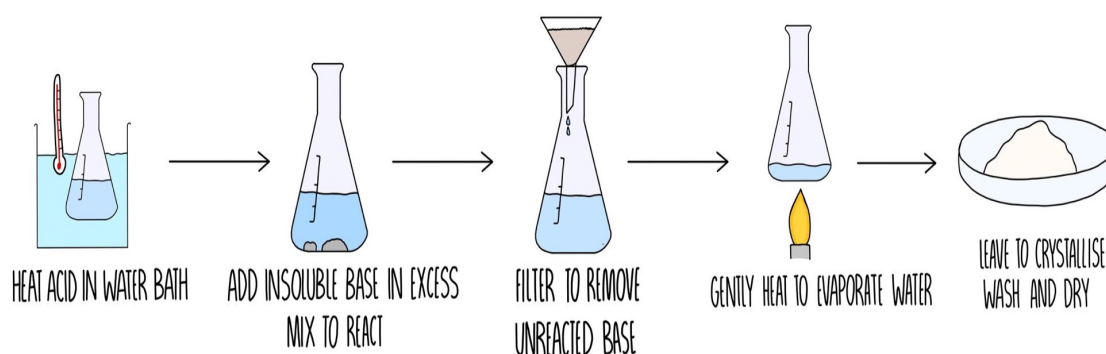 HEAT ACID IN WATER BATH
ADD INSOLUBLE BASE IN EXCESS
MIX TO REACT
FILTER TO REMOVE
UNREACTED BASE
GENTLY HEAT TO EVAPORATE WATER
LEAVE TO CRYSTALLISE
WASH AND DRY